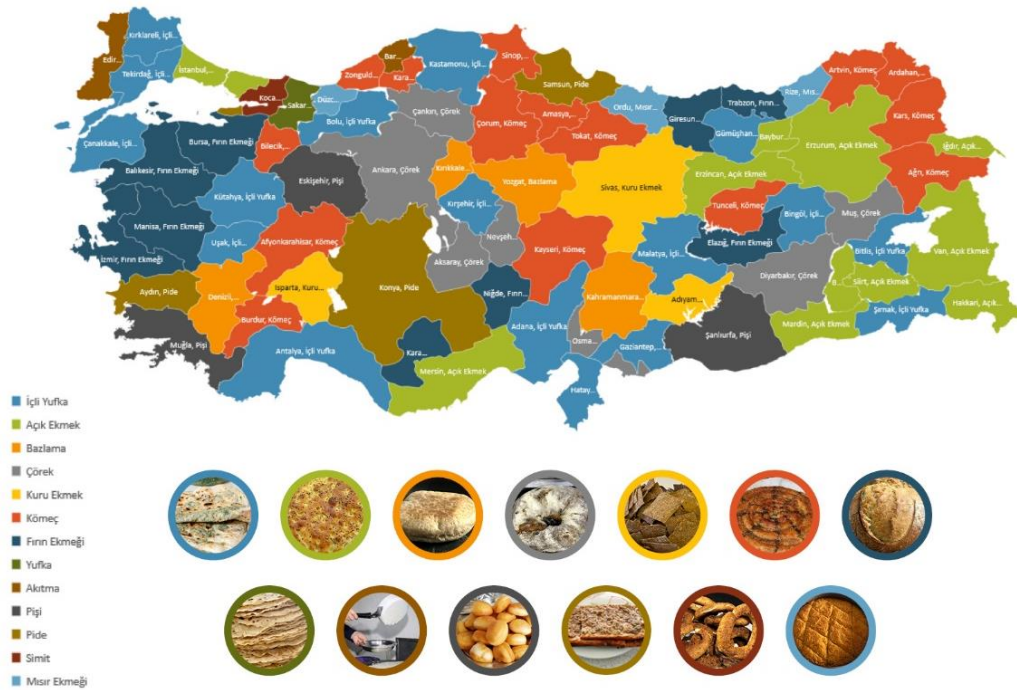 Kırklareli, İçli
Edir...
Tekirdağ, İçli...
İstanbul,...
Koca...
Sakar...
Düzc...
Bolu, İçli Yufka
Zonguld...
Bar...
Kara...
Kastamonu, İçli...
Sinop,...
Samsun, Pide
Çankırı, Çörek
Çorum, Kömeç
Amasya,...
Tokat, Kömeç
Ordu, Mısır...
Giresun...
Trabzon, Fırın...
Gümüşhan...
Rize, Mıs...
Baybur...
Artvin, Kömeç
Ardahan,...
Kars, Kömeç
Iğdır, Açık...
Erzurum, Açık Ekmek
Erzincan, Açık Ekmek
Ağrı, Kömeç
Çanakkale, İçli...
Bursa, Fırın Ekmeği
Balıkesir, Fırın Ekmeği
Bilecik,...
Eskişehir, Pişi
Ankara, Çörek
Kırıkkale...
Yozgat, Bazlama
Sivas, Kuru Ekmek
Kütahya, İçli Yufka
Manisa, Fırın Ekmeği
Uşak, İçli...
Afyonkarahisar, Kömeç
Kırşehir, İçli...
Nevşeh...
Aksaray, Çörek
Kayseri, Kömeç
Malatya, İçli...
Tunceli, Kömeç
Elazığ, Fırın Ekmeği
Bingöl, İçli...
Muş, Çörek
Bitlis, İçli Yufka
Van, Açık Ekmek
İzmir, Fırın Ekmeği
Aydın, Pide
Denizli,...
Isparta, Kuru...
Burdur, Kömeç
Konya, Pide
Niğde, Fırın...
Kahramanmara...
Adıyam...
Diyarbakır, Çörek
B...
Siirt, Açık Ekmek
Şırnak, İçli Yufka
Hakkari, Açık...
Muğla, Pişi
Antalya, İçli Yufka
Kara...
Mersin, Açık Ekmek
Adana, İçli Yufka
Osma...
Gaziantep,...
Hatay...
Şanlıurfa, Pişi
Mardin, Açık Ekmek
İçli Yufka
Açık Ekmek
Bazlama
Çörek
Kuru Ekmek
Kömeç
Fırın Ekmeği
Yufka
Akıtma
Pişi
Pide
Simit
Mısır Ekmeği